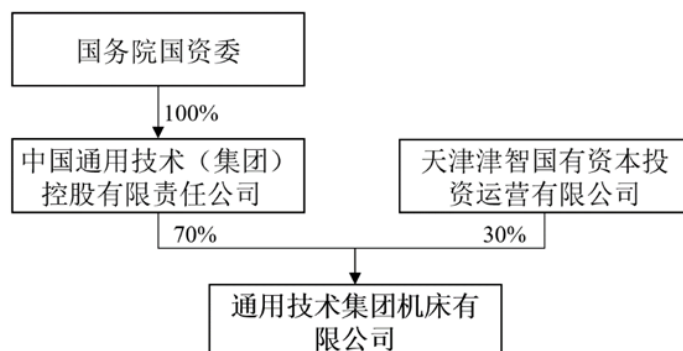 国务院国资委
100%
中国通用技术（集团）
控股有限责任公司
天津津智国有资本投
资运营有限公司
70%
30%
通用技术集团机床有
限公司